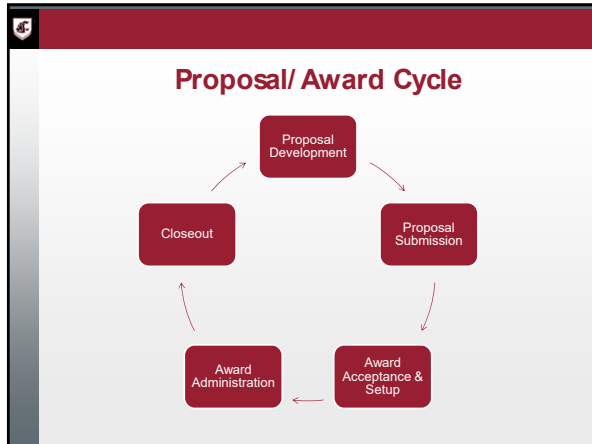 Proposal/ Award Cycle
Proposal
Development
Proposal
Submission
Award
Acceptance &
Setup
Award
Administration
Closeout